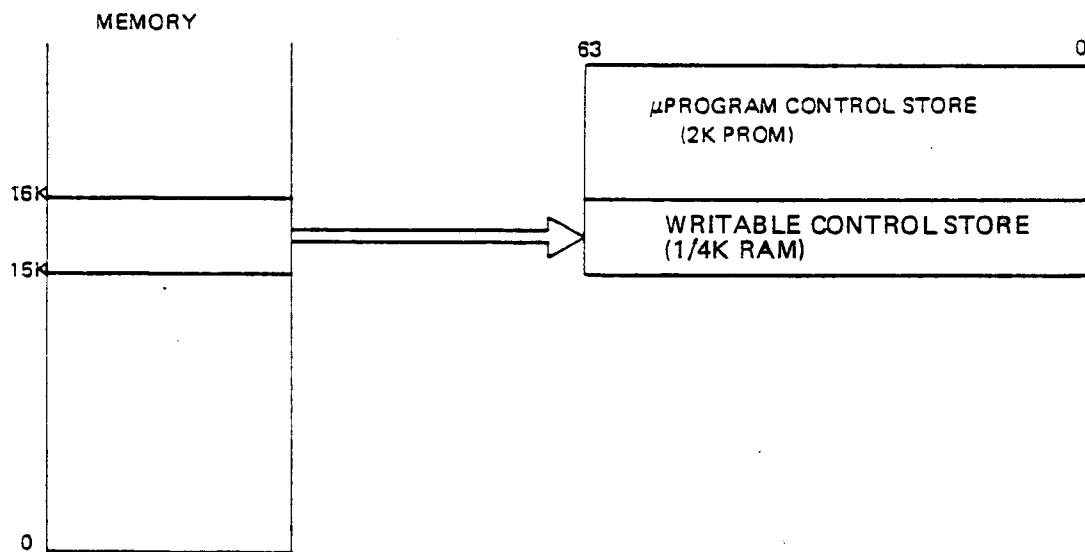 MEMORY
63
0
μPROGRAM CONTROL STORE
(2K PROM)
16K
WRITABLE CONTROL STORE
(1/4K RAM)
15K
0